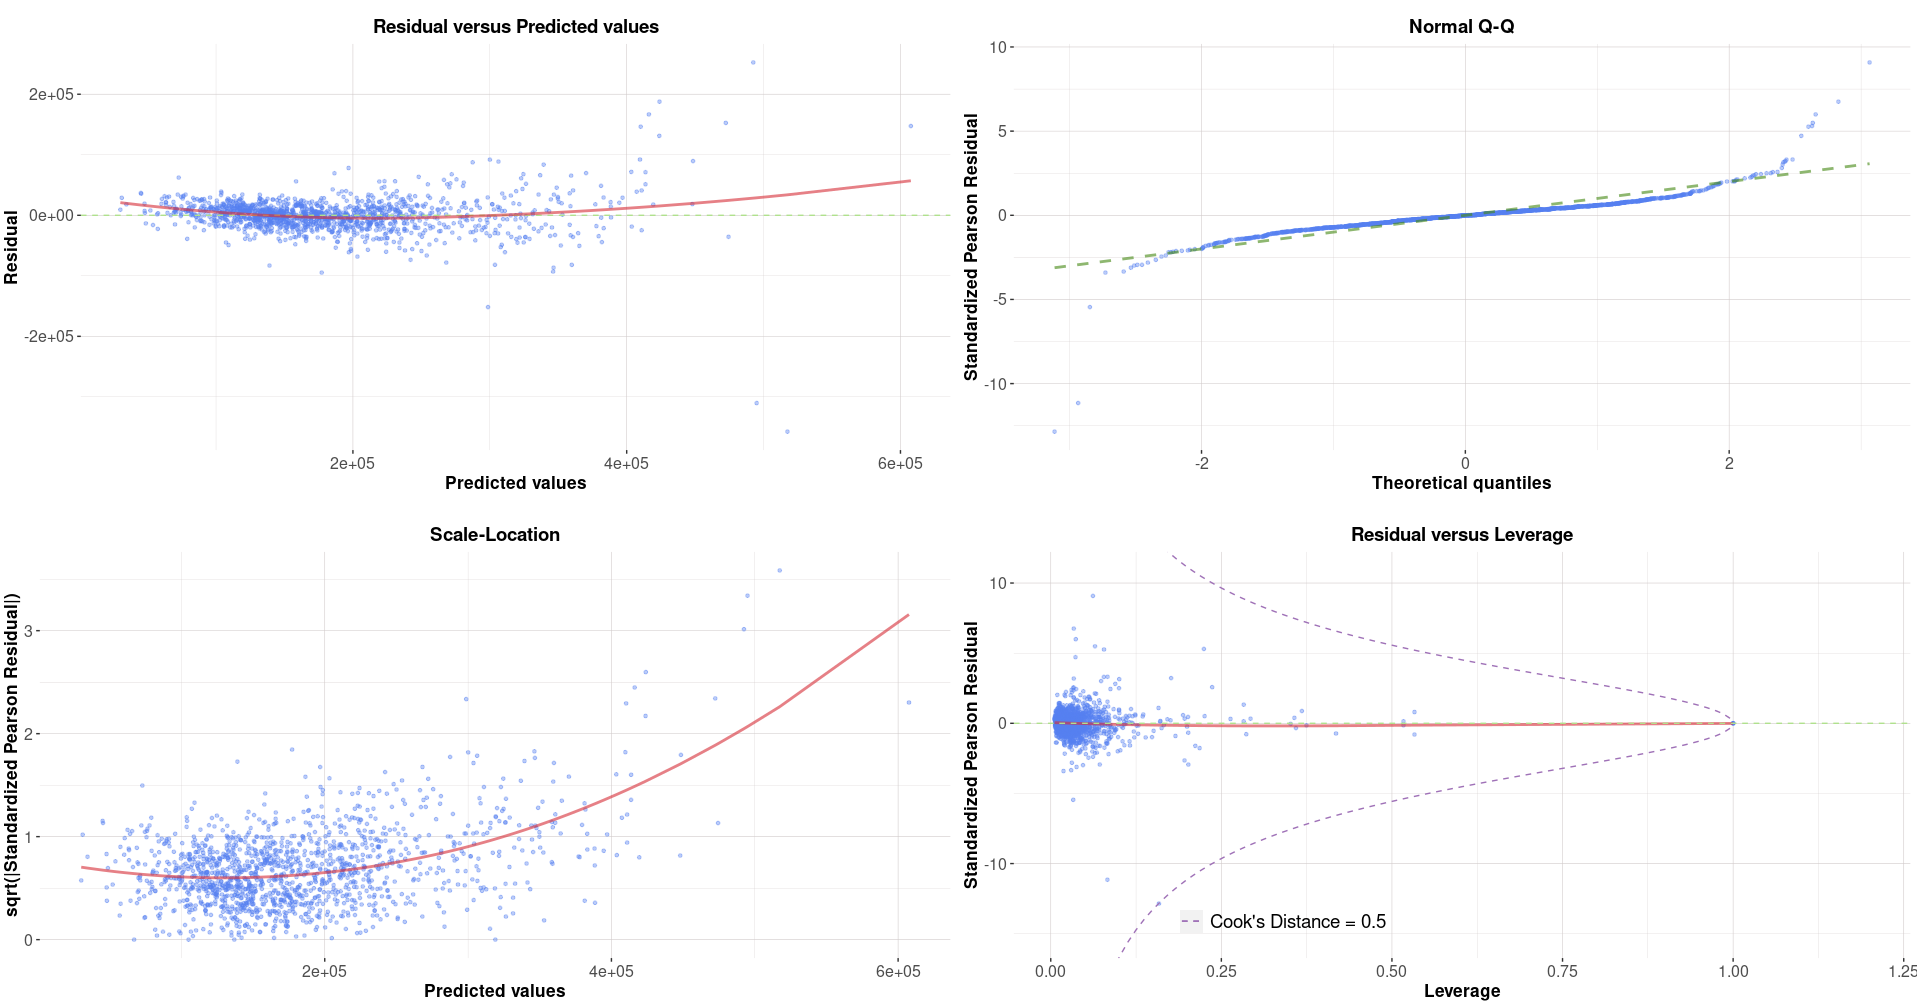 Residual versus Predicted values
Residual
2e+05
0e+00
-2e+05
2e+05 4e+05 6e+05
Predicted values
Normal Q-Q
Standardized Pearson Residual
10
5
0
-5
-10
-2 0 2
Theoretical quantiles
Scale-Location
sqrt(|Standardized Pearson Residual|)
3
2
1
0
2e+05 4e+05 6e+05
Predicted values
Residual versus Leverage
Standardized Pearson Residual
10
0
-10
Cook's Distance = 0.5
0.00 0.25 0.50 0.75 1.00 1.25
Leverage